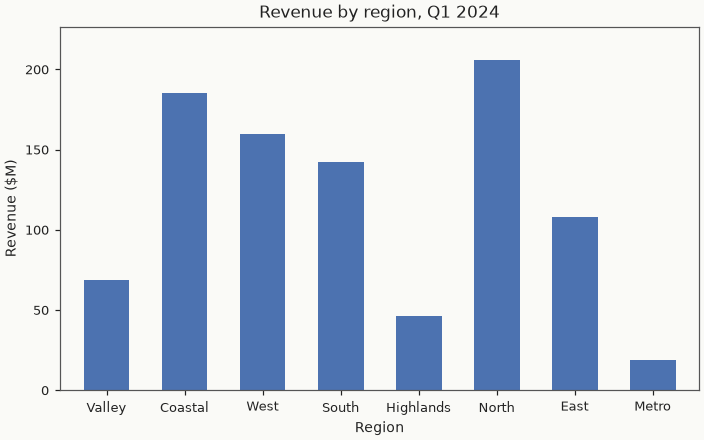 Revenue by region, Q1 2024
Revenue ($M)
200
150
100
50
0
Valley Coastal West South Highlands North East Metro
Region